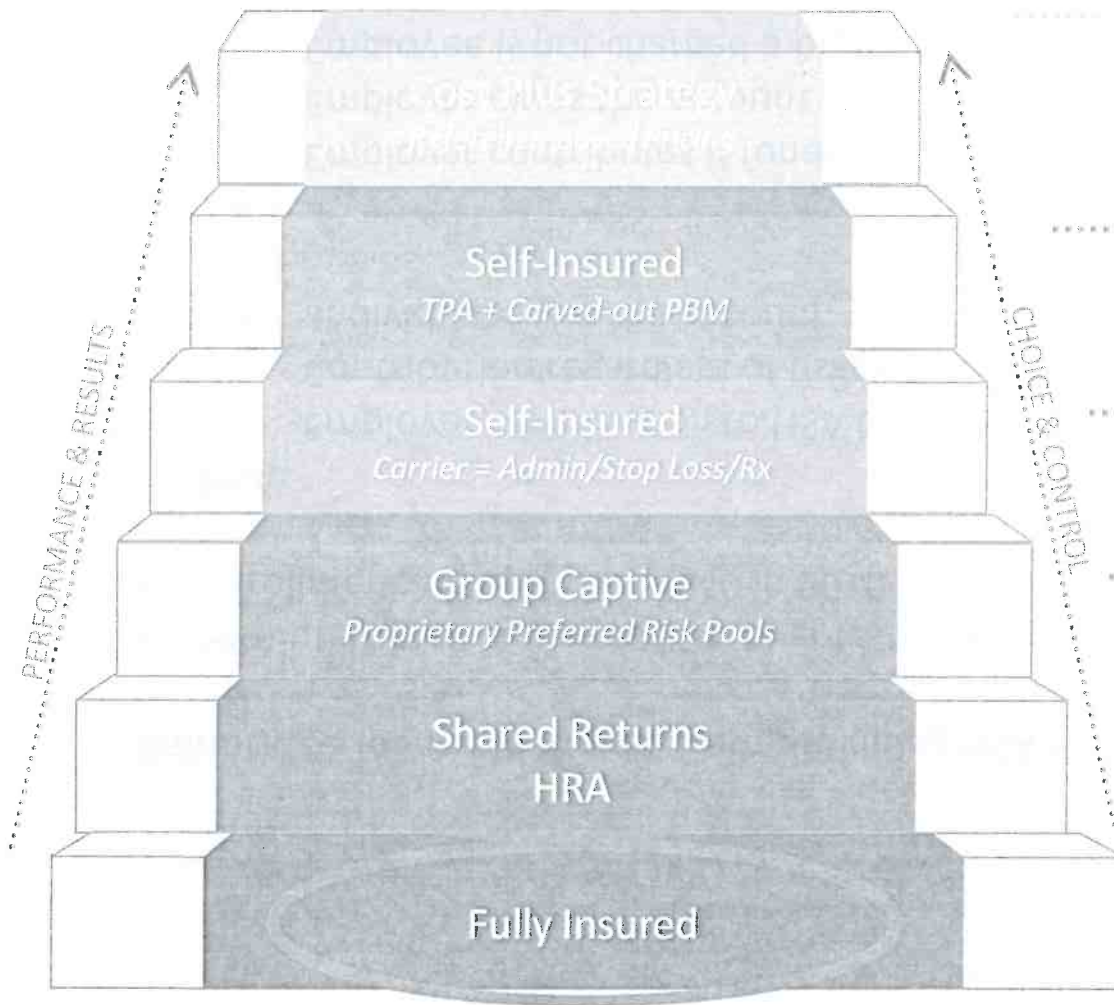 Strategy
Self-Insured
TPA + Carved-out PBM
Self-Insured
Carrier = Admin/Stop Loss/Rx
Group Captive
Proprietary Preferred Risk Pools
Shared Returns
HRA
Fully Insured
PERFORMANCE & RESULTS
CHOICE & CONTROL